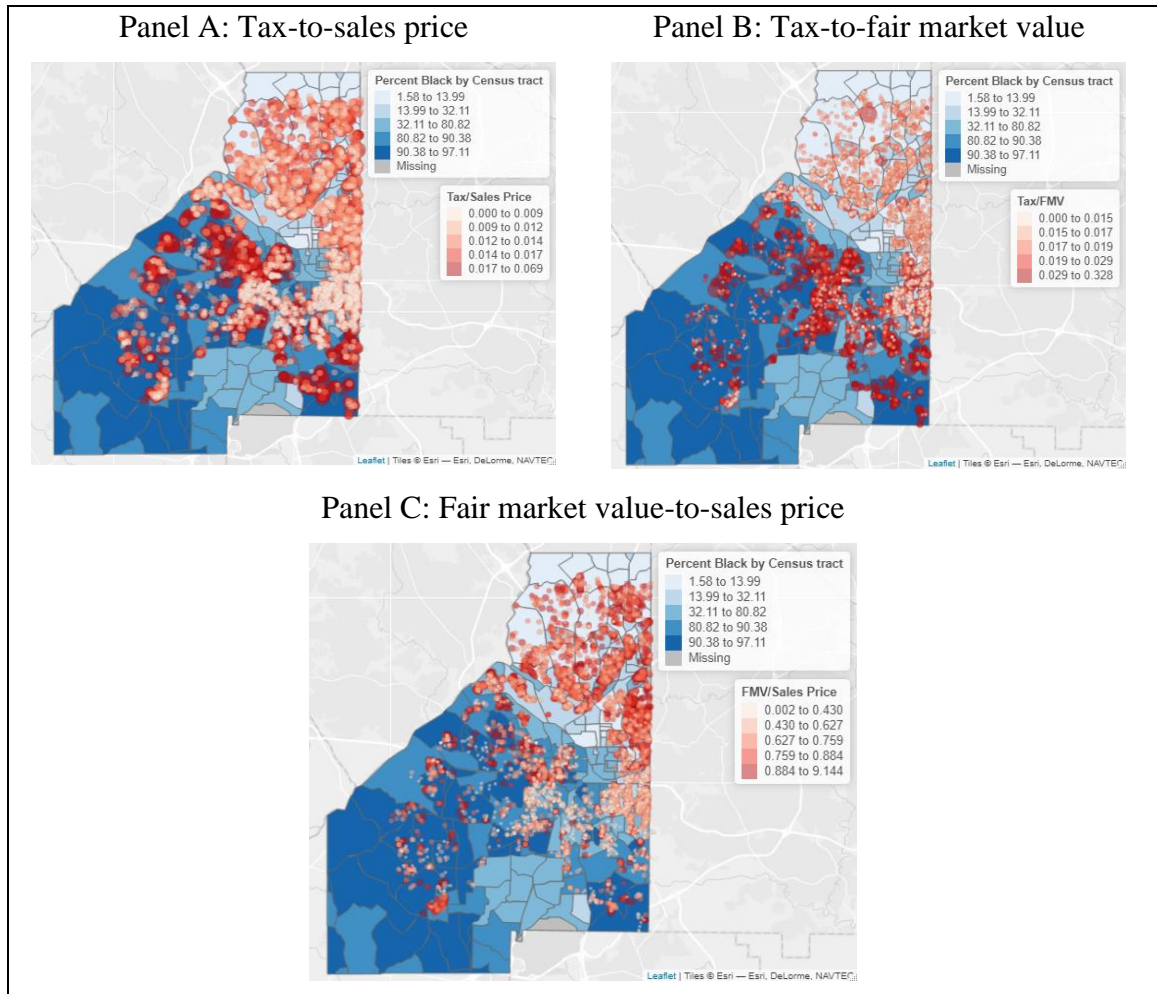 Panel A: Tax-to-sales price
Percent Black by Census tract
1.58 to 13.99
13.99 to 32.11
32.11 to 80.82
80.82 to 90.38
90.38 to 97.11
Missing
Tax/Sales Price
0.000 to 0.009
0.009 to 0.012
0.012 to 0.014
0.014 to 0.017
0.017 to 0.069
Leaflet | Tiles © Esri — Esri, DeLorme, NAVTEQ
Panel B: Tax-to-fair market value
Percent Black by Census tract
1.58 to 13.99
13.99 to 32.11
32.11 to 80.82
80.82 to 90.38
90.38 to 97.11
Missing
Tax/FMV
0.000 to 0.015
0.015 to 0.017
0.017 to 0.019
0.019 to 0.029
0.029 to 0.328
Leaflet | Tiles © Esri — Esri, DeLorme, NAVTEQ
Panel C: Fair market value-to-sales price
Percent Black by Census tract
1.58 to 13.99
13.99 to 32.11
32.11 to 80.82
80.82 to 90.38
90.38 to 97.11
Missing
FMV/Sales Price
0.002 to 0.430
0.430 to 0.627
0.627 to 0.759
0.759 to 0.884
0.884 to 9.144
Leaflet | Tiles © Esri — Esri, DeLorme, NAVTEQ